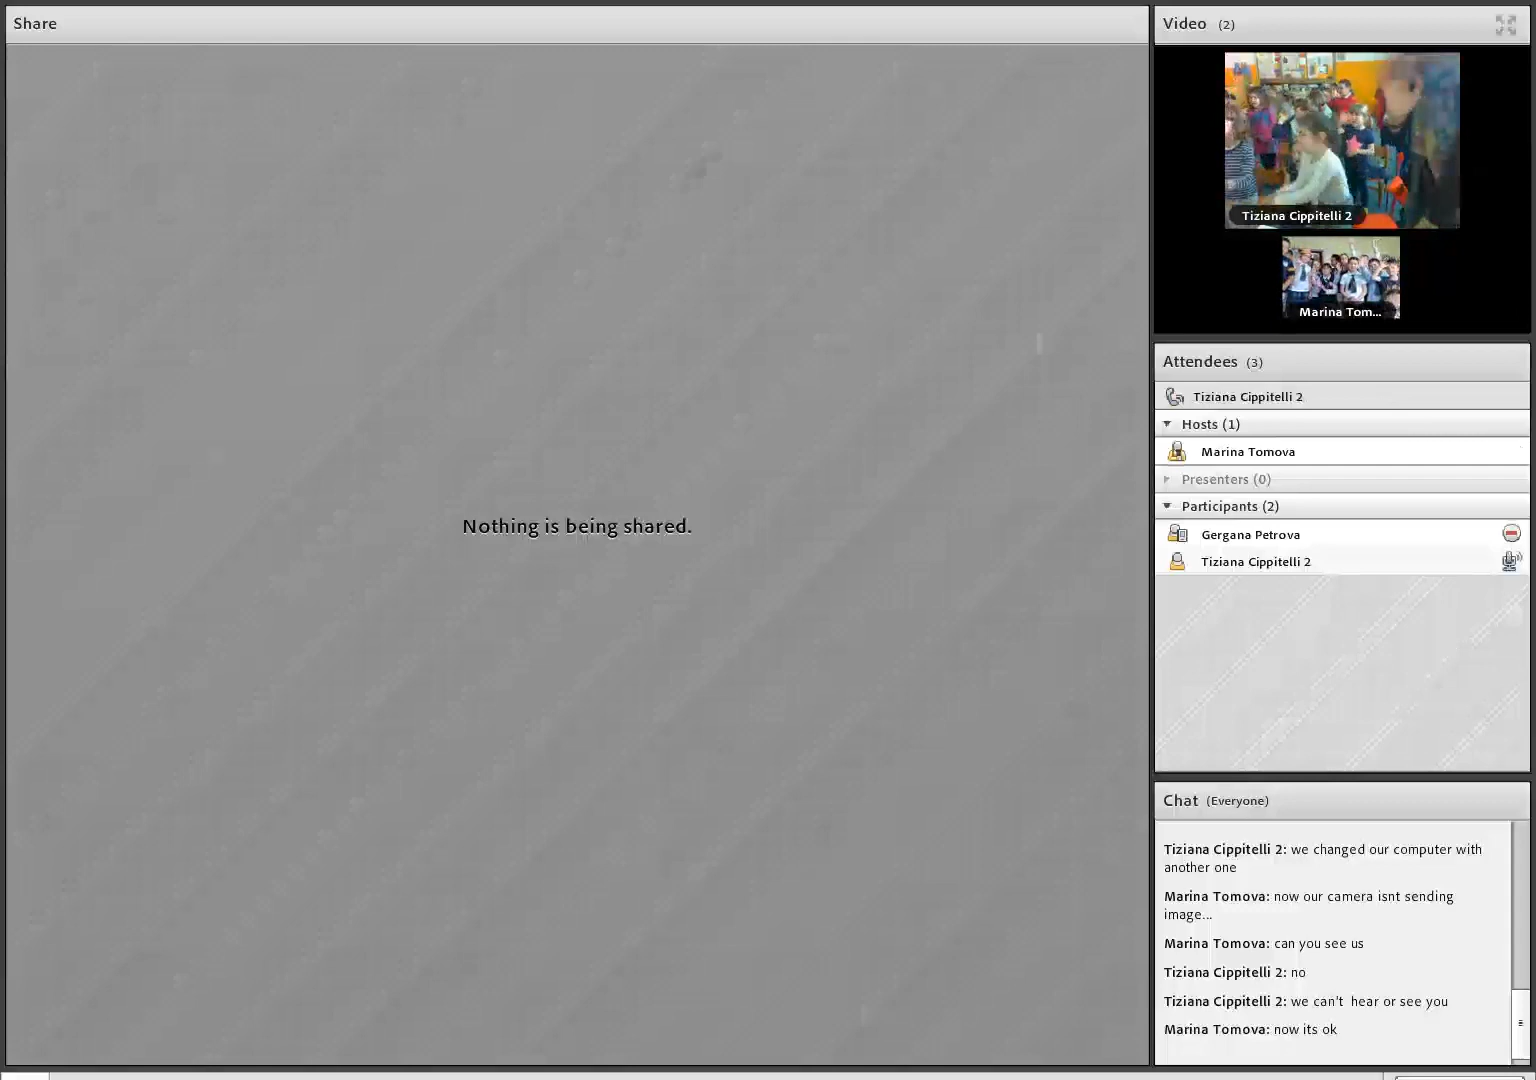 Share
Nothing is being shared.
Video (2)
Tiziana Cippitelli 2
Marina Tom...
Attendees (3)
Tiziana Cippitelli 2
Hosts (1)
Marina Tomova
Presenters (0)
Participants (2)
Gergana Petrova
Tiziana Cippitelli 2
Chat (Everyone)
Tiziana Cippitelli 2: we changed our computer with
another one
Marina Tomova: now our camera isnt sending
image...
Marina Tomova: can you see us
Tiziana Cippitelli 2: no
Tiziana Cippitelli 2: we can't hear or see you
Marina Tomova: now its ok